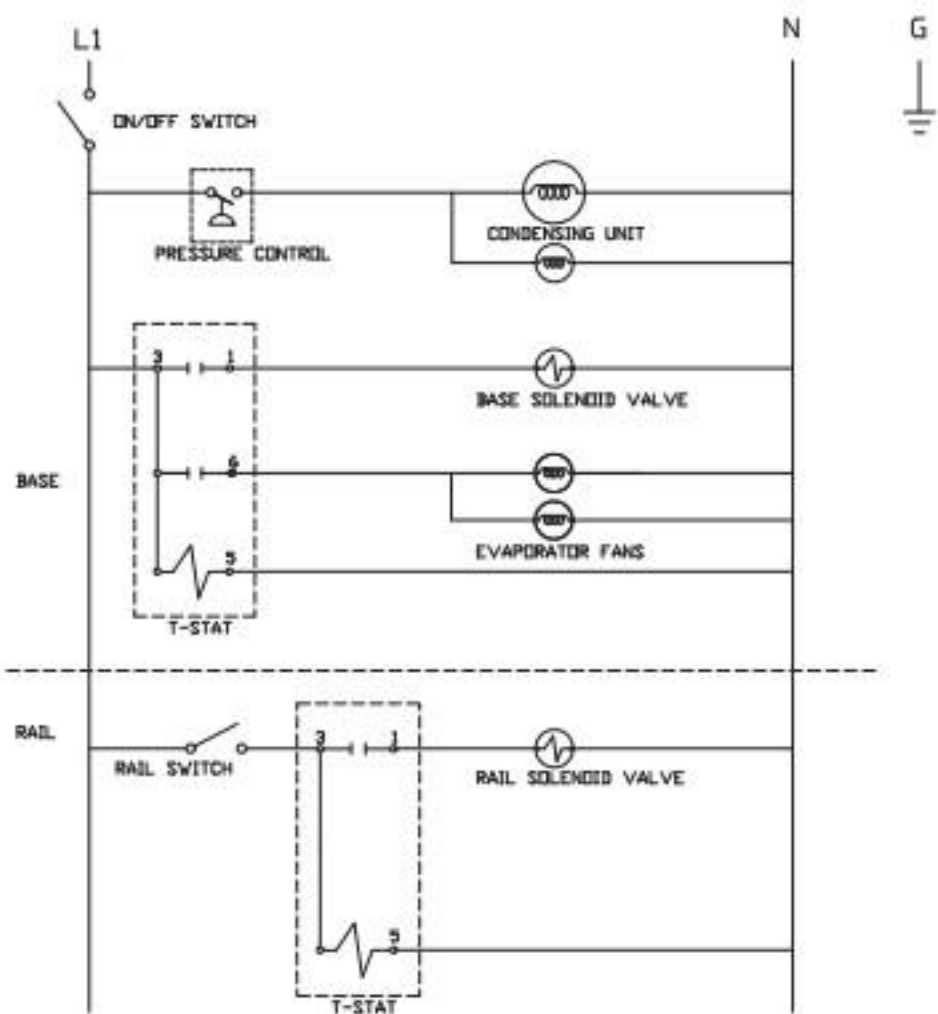 L1
N
G
ON/OFF SWITCH
PRESSURE CONTROL
CONDENSING UNIT
3
1
BASE SOLENOID VALVE
6
BASE
EVAPORATOR FANS
5
T-STAT
RAIL
3
1
RAIL SWITCH
RAIL SOLENOID VALVE
5
T-STAT